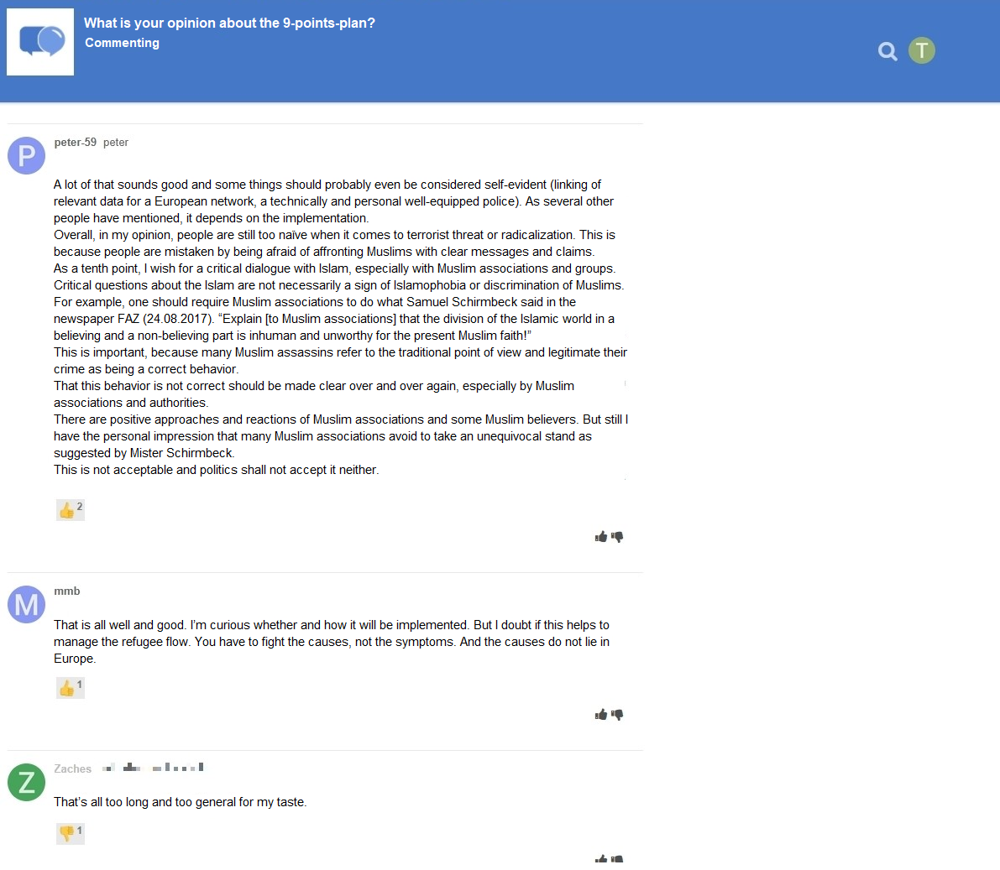 What is your opinion about the 9-points-plan?
Commenting
T
P
peter-59 peter
A lot of that sounds good and some things should probably even be considered self-evident (linking of
relevant data for a European network, a technically and personal well-equipped police). As several other
people have mentioned, it depends on the implementation.
Overall, in my opinion, people are still too naïve when it comes to terrorist threat or radicalization. This is
because people are mistaken by being afraid of affronting Muslims with clear messages and claims.
As a tenth point, I wish for a critical dialogue with Islam, especially with Muslim associations and groups.
Critical questions about the Islam are not necessarily a sign of Islamophobia or discrimination of Muslims.
For example, one should require Muslim associations to do what Samuel Schirmbeck said in the
newspaper FAZ (24.08.2017). “Explain [to Muslim associations] that the division of the Islamic world in a
believing and a non-believing part is inhuman and unworthy for the present Muslim faith!”
This is important, because many Muslim assassins refer to the traditional point of view and legitimate their
crime as being a correct behavior.
That this behavior is not correct should be made clear over and over again, especially by Muslim
associations and authorities.
There are positive approaches and reactions of Muslim associations and some Muslim believers. But still I
have the personal impression that many Muslim associations avoid to take an unequivocal stand as
suggested by Mister Schirmbeck.
This is not acceptable and politics shall not accept it neither.
2
M
mmb
That is all well and good. I’m curious whether and how it will be implemented. But I doubt if this helps to
manage the refugee flow. You have to fight the causes, not the symptoms. And the causes do not lie in
Europe.
1
Z
Zaches
That’s all too long and too general for my taste.
1